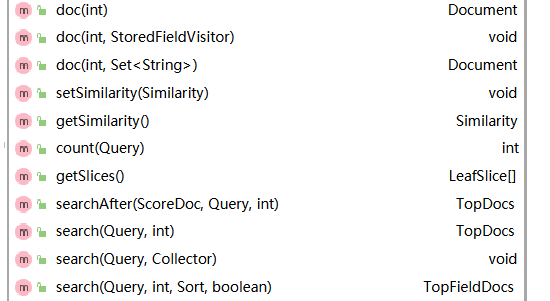 m doc(int) Document
m doc(int, StoredFieldVisitor) void
m doc(int, Set<String>) Document
m setSimilarity(Similarity) void
m getSimilarity() Similarity
m count(Query) int
m getSlices() LeafSlice[]
m searchAfter(ScoreDoc, Query, int) TopDocs
m search(Query, int) TopDocs
m search(Query, Collector) void
m search(Query, int, Sort, boolean) TopFieldDocs